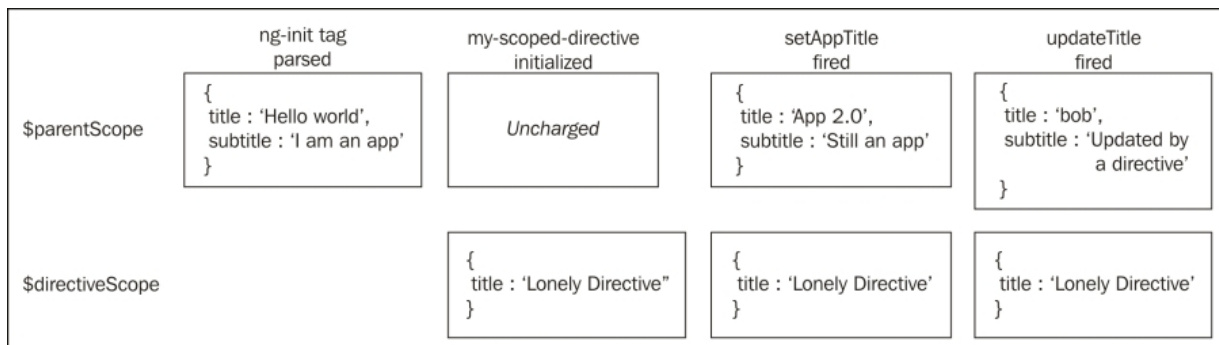 ng-init tag
parsed
my-scoped-directive
initialized
setAppTitle
fired
updateTitle
fired
$parentScope
{
title : ‘Hello world’,
subtitle : ‘I am an app’
}
Uncharged
{
title : ‘App 2.0’,
subtitle : ‘Still an app’
}
{
title : ‘bob’,
subtitle : ‘Updated by
a directive’
}
$directiveScope
{
title : ‘Lonely Directive”
}
{
title : ‘Lonely Directive’
}
{
title : ‘Lonely Directive’
}